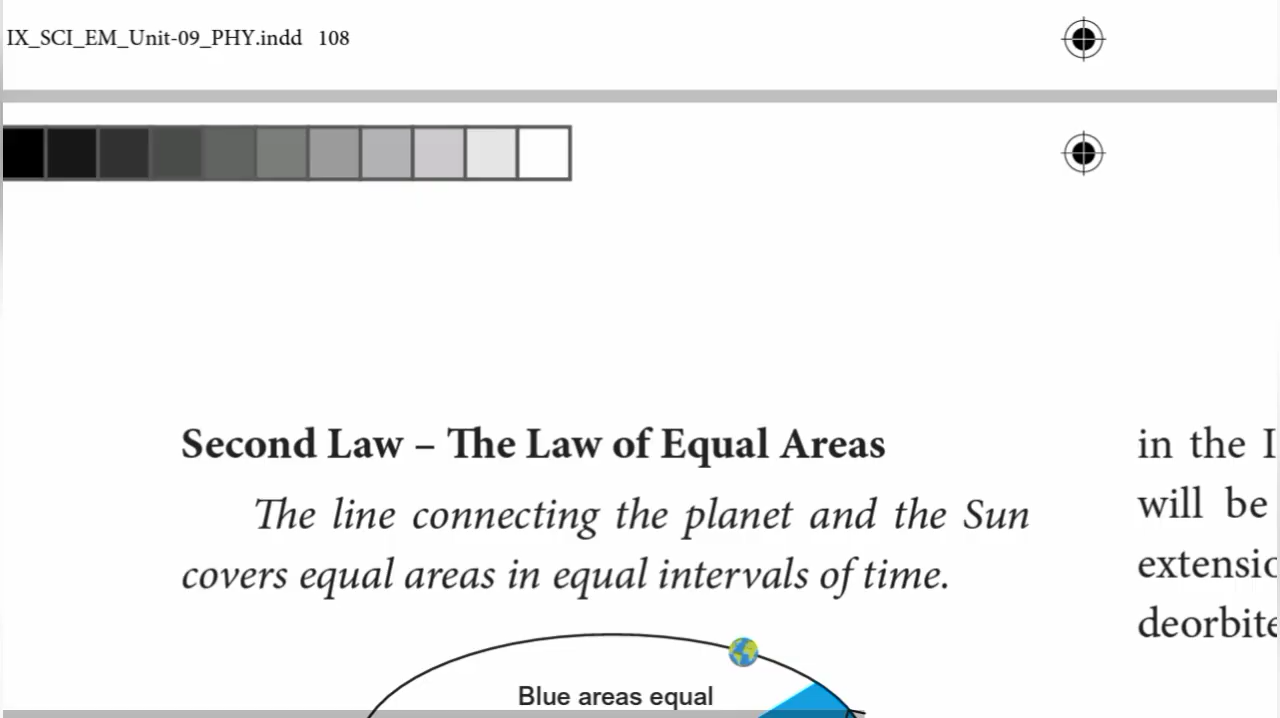 IX_SCI_EM_Unit-09_PHY.indd 108
Second Law – The Law of Equal Areas
The line connecting the planet and the Sun
covers equal areas in equal intervals of time.
Blue areas equal
in the
will be